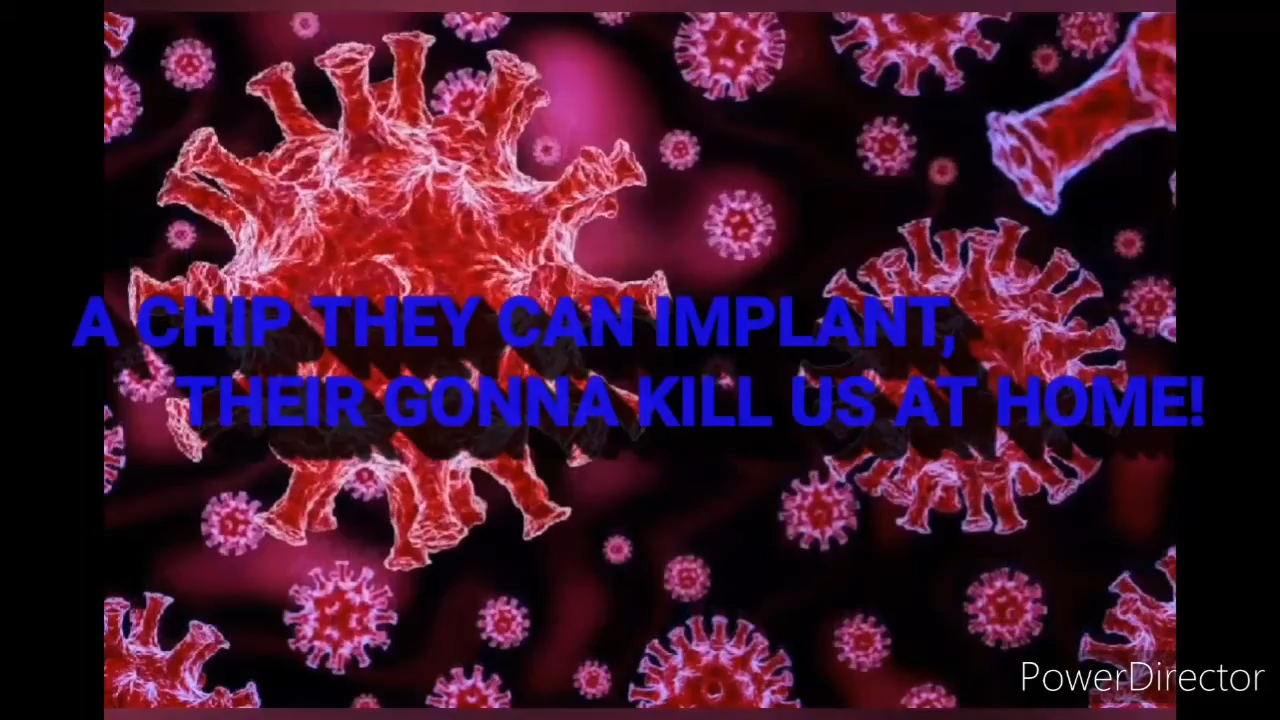 A CHIP THEY CAN IMPLANT,
THEIR GONNA KILL US AT HOME!
PowerDirector